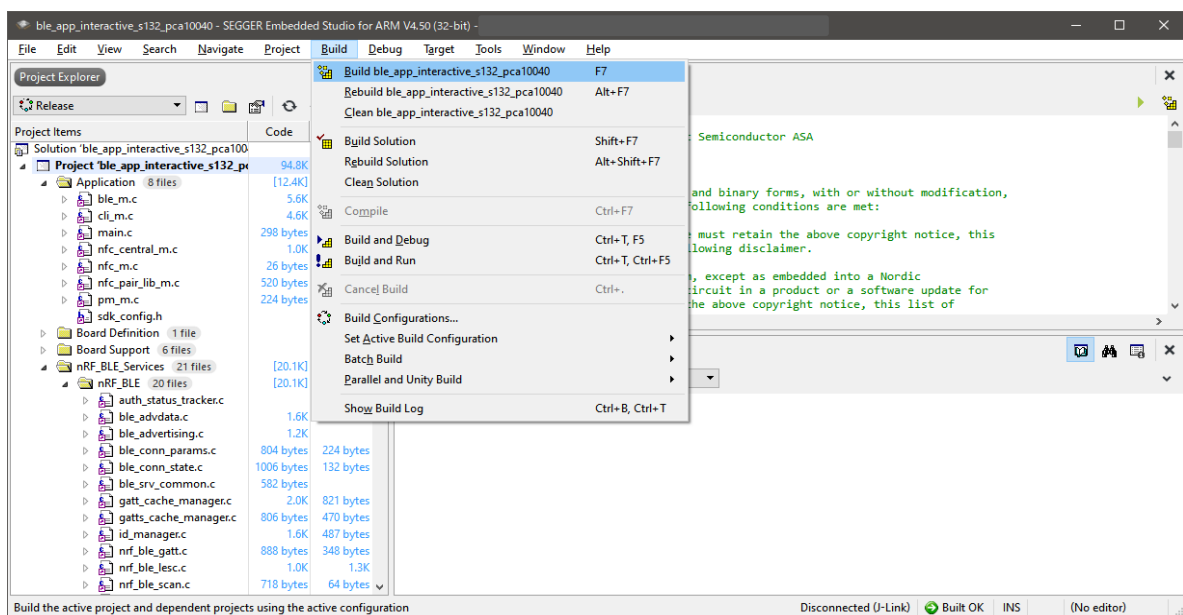 ble_app_interactive_s132_pca10040 - SEGGER Embedded Studio for ARM V4.50 (32-bit) -
File Edit View Search Navigate Project Build Debug Target Tools Window Help
Project Explorer
Release
Project Items Code
Solution 'ble_app_interactive_s132_pca100
Project 'ble_app_interactive_s132_p 94.8K
Application 8 files [12.4K]
ble_m.c 5.6K
cli_m.c 4.6K
main.c 298 bytes
nfc_central_m.c 1.0K
nfc_m.c 26 bytes
nfc_pair_lib_m.c 520 bytes
pm_m.c 224 bytes
sdk_config.h
Board Definition 1 file
Board Support 6 files
nRF_BLE_Services 21 files [20.1K]
nRF_BLE 20 files [20.1K]
auth_status_tracker.c
ble_advdata.c 1.6K
ble_advertising.c 1.2K
ble_conn_params.c 804 bytes 224 bytes
ble_conn_state.c 1006 bytes 132 bytes
ble_srv_common.c 582 bytes
gatt_cache_manager.c 2.0K 821 bytes
gatts_cache_manager.c 806 bytes 470 bytes
id_manager.c 1.6K 487 bytes
nrf_ble_gatt.c 888 bytes 348 bytes
nrf_ble_lesc.c 1.0K 1.3K
nrf_ble_scan.c 718 bytes 64 bytes
Build ble_app_interactive_s132_pca10040 F7
Rebuild ble_app_interactive_s132_pca10040 Alt+F7
Clean ble_app_interactive_s132_pca10040
Build Solution Shift+F7
Rebuild Solution Alt+Shift+F7
Clean Solution
Compile Ctrl+F7
Build and Debug Ctrl+T, F5
Build and Run Ctrl+T, Ctrl+F5
Cancel Build Ctrl+.
Build Configurations...
Set Active Build Configuration
Batch Build
Parallel and Unity Build
Show Build Log Ctrl+B, Ctrl+T
Semiconductor ASA
and binary forms, with or without modification,
ollowing conditions are met:
must retain the above copyright notice, this
llowing disclaimer.
, except as embedded into a Nordic
ircuit in a product or a software update for
he above copyright notice, this list of
Build the active project and dependent projects using the active configuration
Disconnected (J-Link) Built OK INS (No editor)